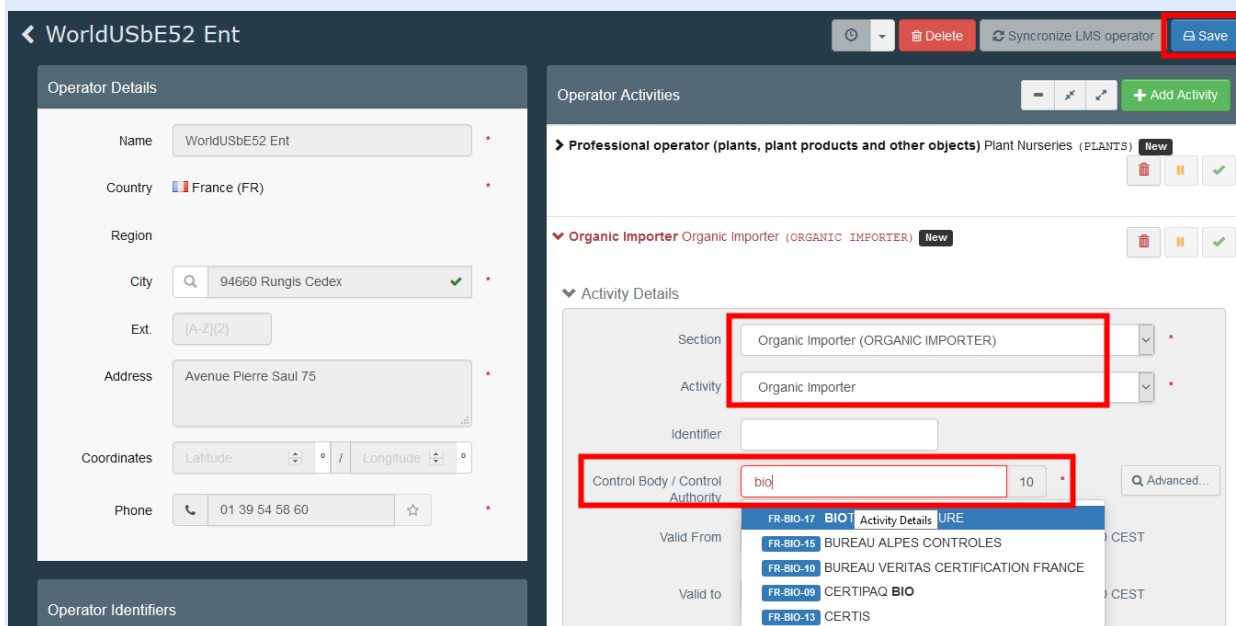 WorldUSbE52 Ent
Delete
Syncronize LMS operator
Save
Operator Details
Name
WorldUSbE52 Ent
*
Country
France (FR)
*
Region
City
94660 Rungis Cedex
*
Ext.
[A-Z]{2}
Address
Avenue Pierre Saul 75
*
Coordinates
Latitude
°
/
Longitude
°
Phone
01 39 54 58 60
*
Operator Identifiers
Operator Activities
Add Activity
Professional operator (plants, plant products and other objects) Plant Nurseries (PLANTS) New
Organic Importer Organic Importer (ORGANIC IMPORTER) New
Activity Details
Section
Organic Importer (ORGANIC IMPORTER)
*
Activity
Organic Importer
*
Identifier
Control Body / Control
Authority
bio
10
*
Advanced...
FR-BIO-17 BIOT
URE
Activity Details
FR-BIO-15 BUREAU ALPES CONTROLES
FR-BIO-10 BUREAU VERITAS CERTIFICATION FRANCE
FR-BIO-09 CERTIPAQ BIO
FR-BIO-13 CERTIS
Valid From
CEST
Valid to
CEST